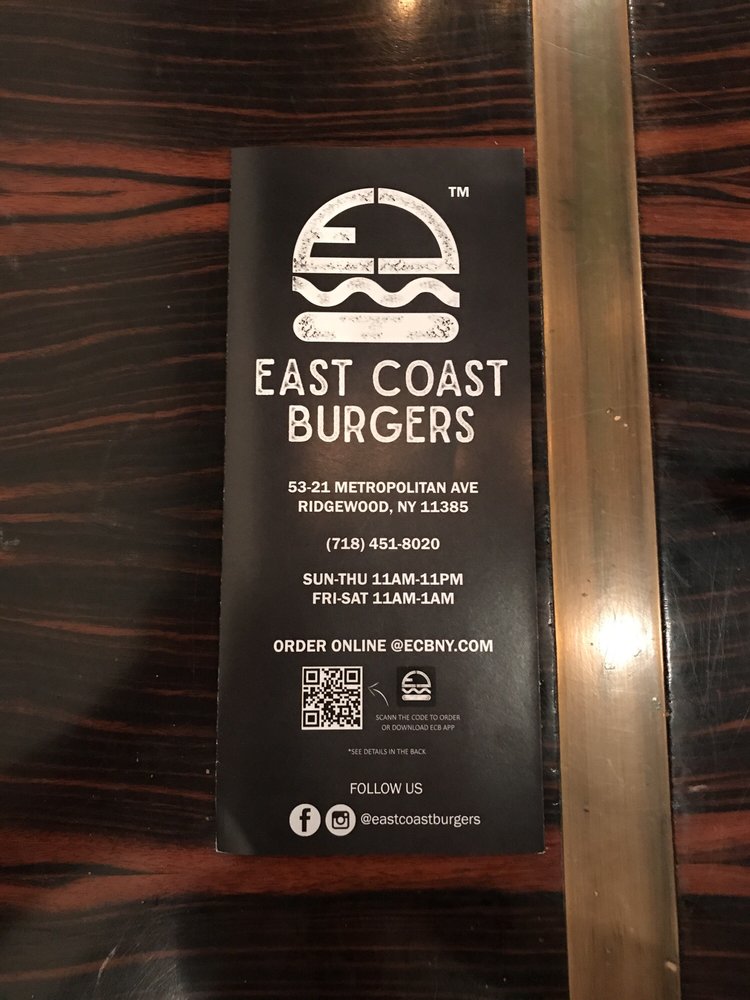 TM
EAST COAST
BURGERS
53-21 METROPOLITAN AVE
RIDGEWOOD, NY 11385
(718) 451-8020
SUN-THU 11AM-11PM
FRI-SAT 11AM-1AM
ORDER ONLINE @ECBNY.COM
SCANN THE CODE TO ORDER
OR DOWNLOAD ECB APP
*SEE DETAILS IN THE BACK
FOLLOW US
@eastcoastburgers